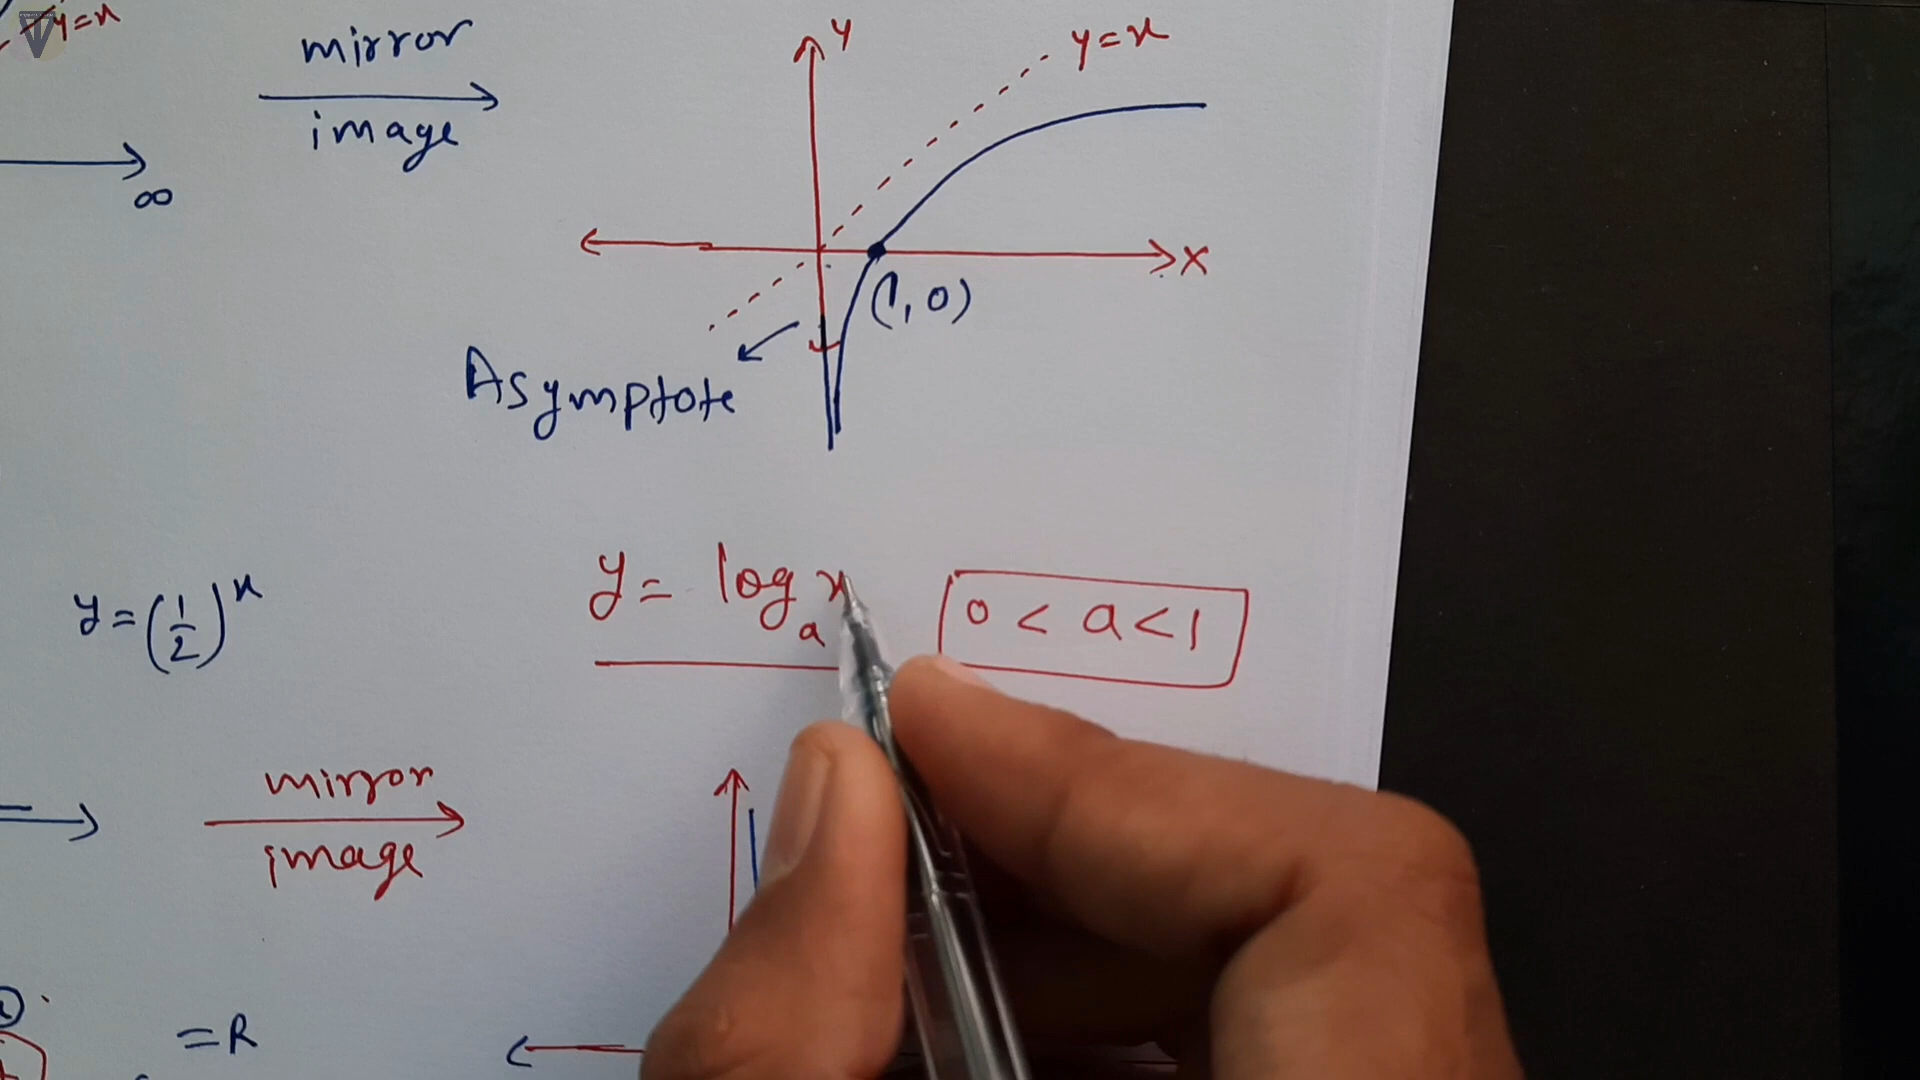 y=x
mirror
image
∞
Y
y=x
X
(1,0)
Asymptote
y=(1/2)^x
y= log_a x
0 < a < 1
mirror
image
=R